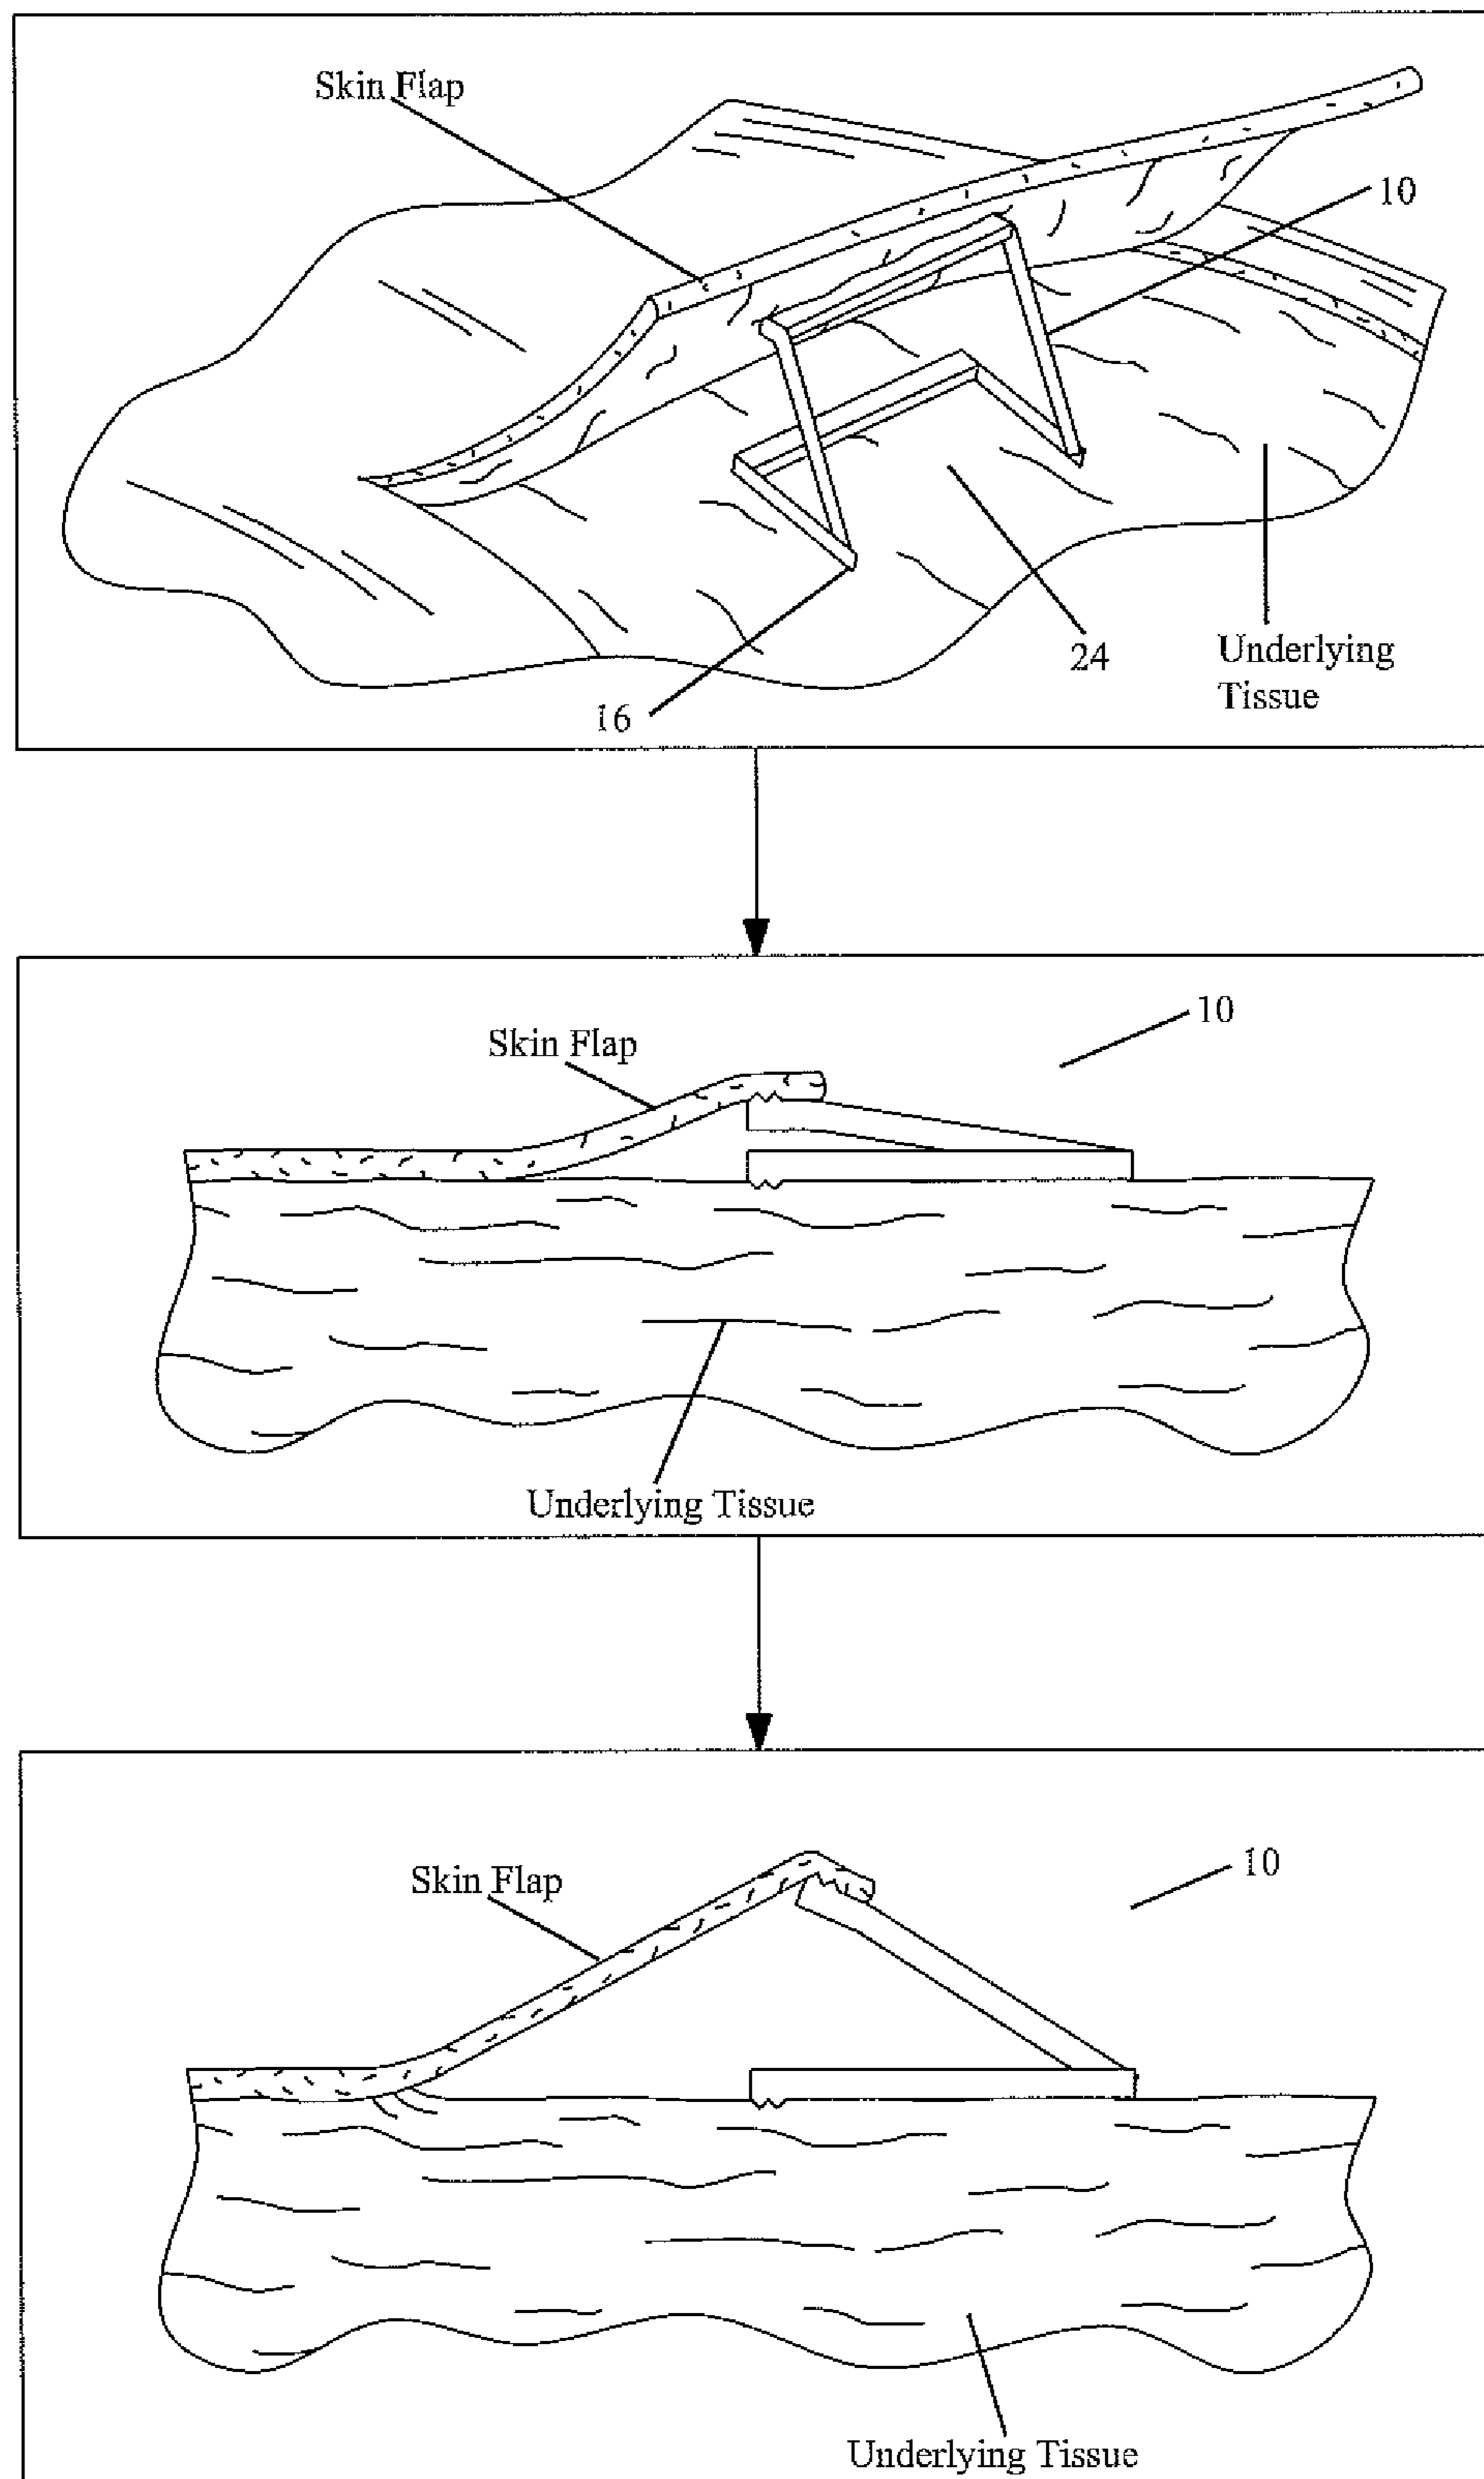 Skin Flap
10
24
Underlying
Tissue
16
10
Skin Flap
Underlying Tissue
10
Skin Flap
Underlying Tissue